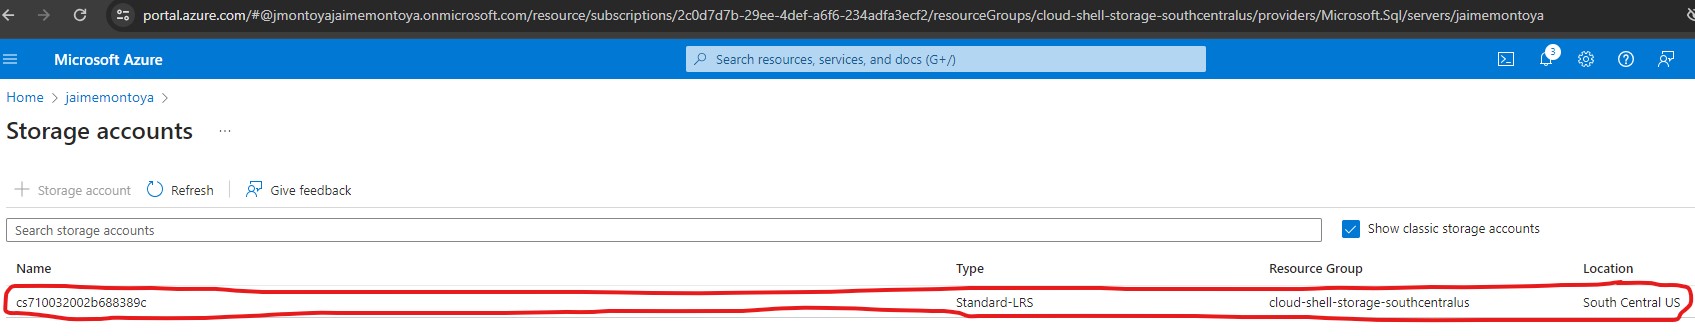 portal.azure.com/#@jmontoyajaimemontoya.onmicrosoft.com/resource/subscriptions/2c0d7d7b-29ee-4def-a6f6-234adfa3ecf2/resourceGroups/cloud-shell-storage-southcentralus/providers/Microsoft.Sql/servers/jaimemontoya
Microsoft Azure Search resources, services, and docs (G+/) 3
Home > jaimemontoya >
Storage accounts ...
+ Storage account Refresh Give feedback
Search storage accounts Show classic storage accounts
Name Type Resource Group Location
cs710032002b688389c Standard-LRS cloud-shell-storage-southcentralus South Central US